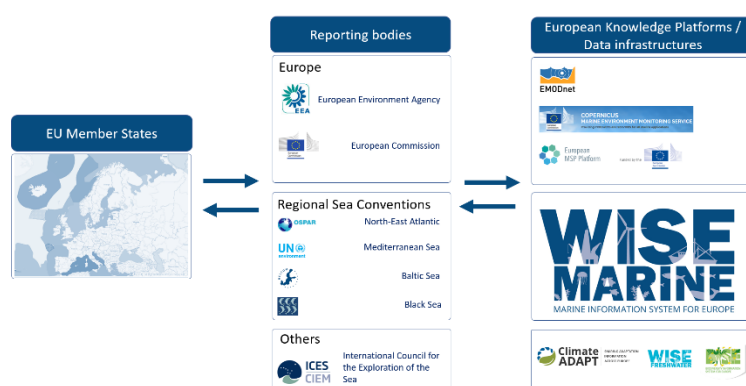 EU Member States
Reporting bodies
Europe
EEA
European Environment Agency
European Commission
Regional Sea Conventions
OSPAR
North-East Atlantic
UN
environment
Mediterranean Sea
Baltic Sea
Black Sea
Others
ICES
CIEM
International Council for
the Exploration of the
Sea
European Knowledge Platforms /
Data infrastructures
EMODnet
COPERNICUS
MARINE ENVIRONMENT MONITORING SERVICE
European
MSP Platform
WISE
MARINE
MARINE INFORMATION SYSTEM FOR EUROPE
Climate
ADAPT
WISE
FRESHWATER